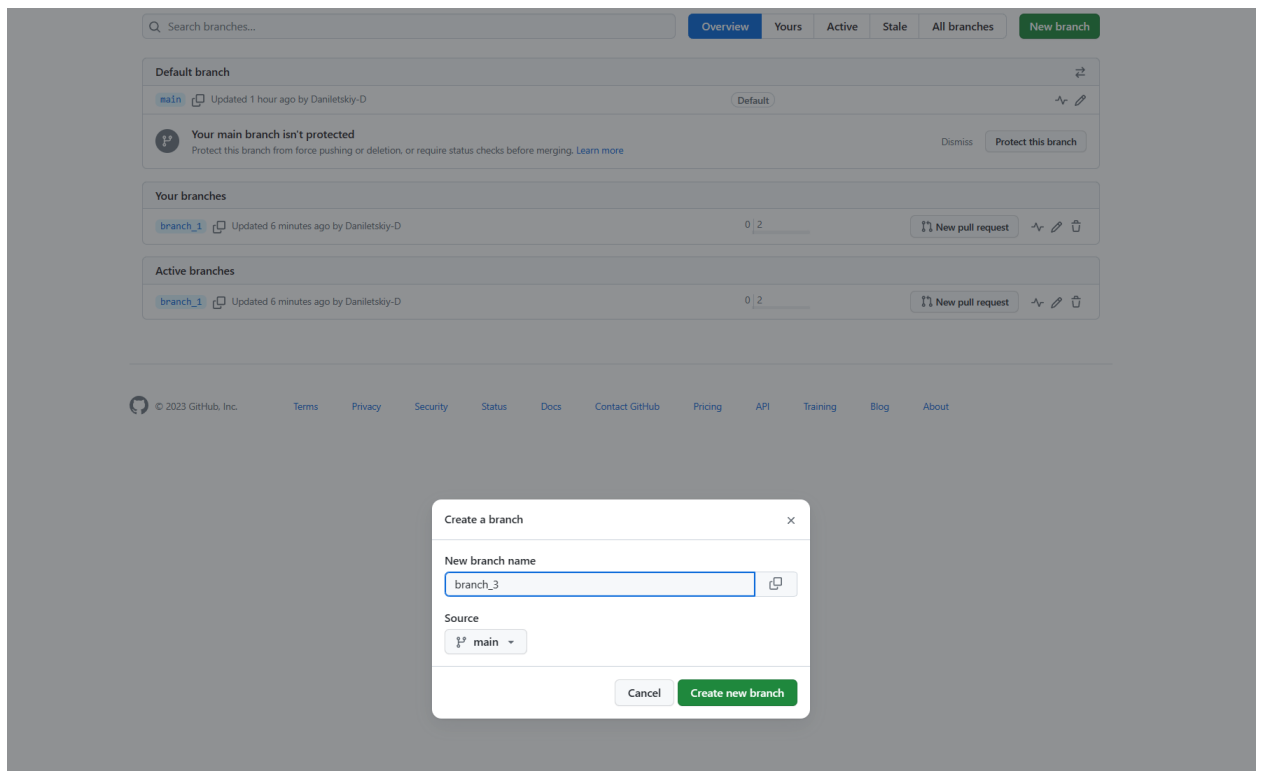 Search branches...
Overview Yours Active Stale All branches New branch
Default branch
main Updated 1 hour ago by Daniletskiy-D Default
Your main branch isn't protected
Protect this branch from force pushing or deletion, or require status checks before merging. Learn more
Dismiss Protect this branch
Your branches
branch_1 Updated 6 minutes ago by Daniletskiy-D 0 2 New pull request
Active branches
branch_1 Updated 6 minutes ago by Daniletskiy-D 0 2 New pull request
© 2023 GitHub, Inc. Terms Privacy Security Status Docs Contact GitHub Pricing API Training Blog About
Create a branch
New branch name
branch_3
Source
main
Cancel Create new branch